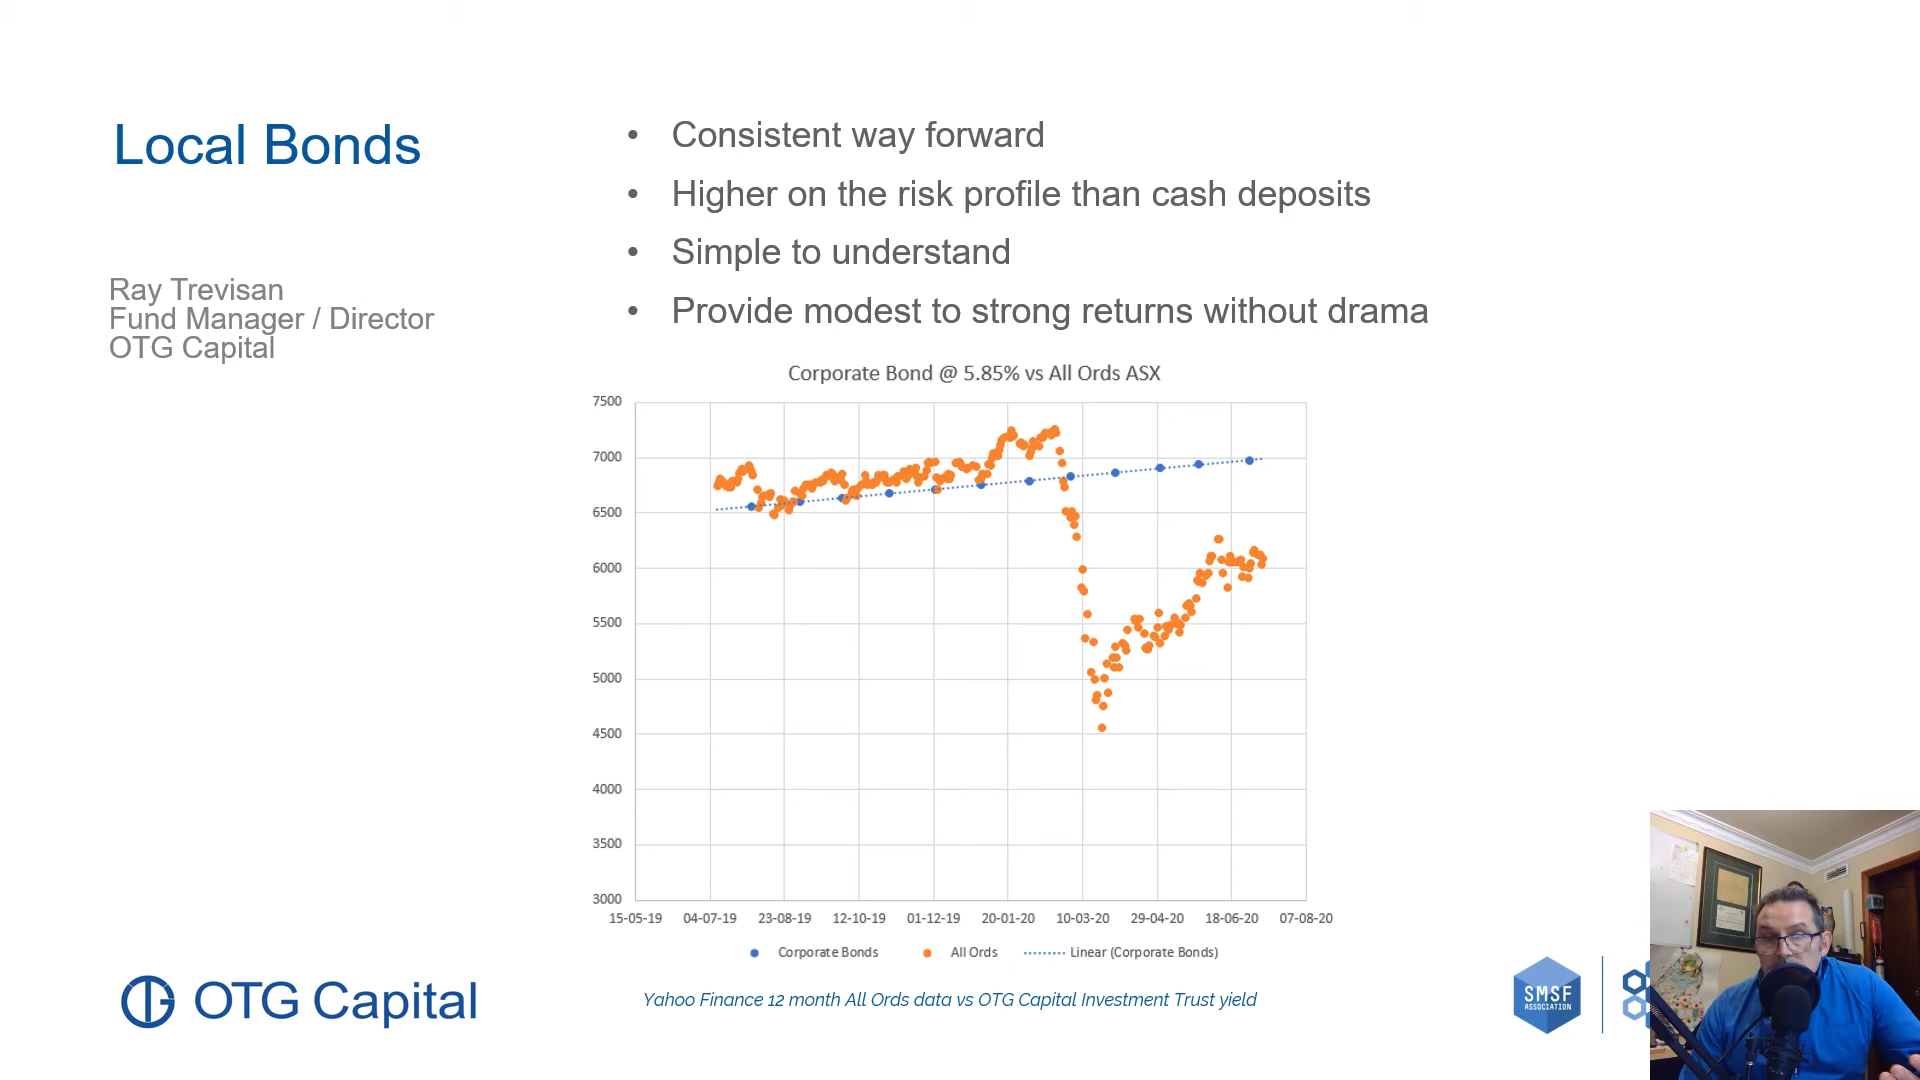 Local Bonds
Ray Trevisan
Fund Manager / Director
OTG Capital
• Consistent way forward
• Higher on the risk profile than cash deposits
• Simple to understand
• Provide modest to strong returns without drama
Corporate Bond @ 5.85% vs All Ords ASX
7500
7000
6500
6000
5500
5000
4500
4000
3500
3000
15-05-19 04-07-19 23-08-19 12-10-19 01-12-19 20-01-20 10-03-20 29-04-20 18-06-20 07-08-20
Corporate Bonds All Ords Linear (Corporate Bonds)
Yahoo Finance 12 month All Ords data vs OTG Capital Investment Trust yield
OTG Capital
SMSF
ASSOCIATION